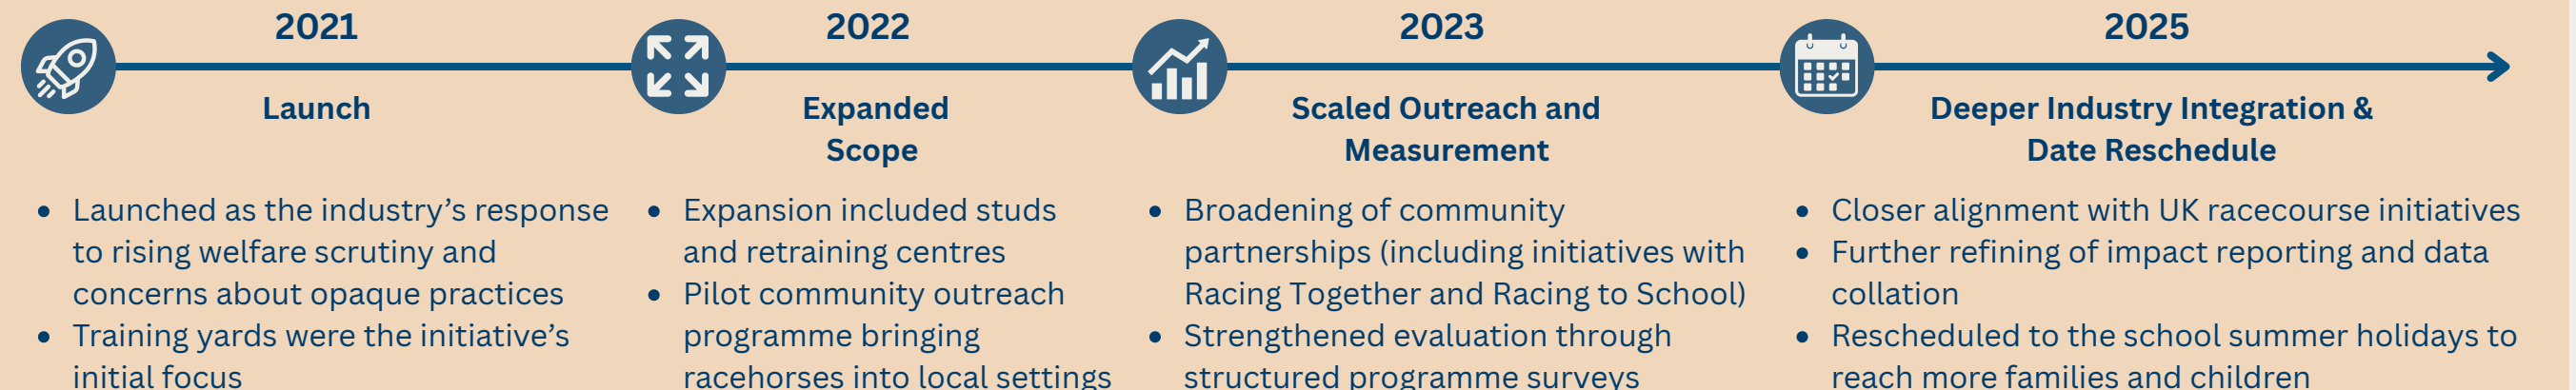 2021
Launch
• Launched as the industry’s response
to rising welfare scrutiny and
concerns about opaque practices
• Training yards were the initiative’s
initial focus
2022
Expanded
Scope
• Expansion included studs
and retraining centres
• Pilot community outreach
programme bringing
racehorses into local settings
2023
Scaled Outreach and
Measurement
• Broadening of community
partnerships (including initiatives with
Racing Together and Racing to School)
• Strengthened evaluation through
structured programme surveys
2025
Deeper Industry Integration &
Date Reschedule
• Closer alignment with UK racecourse initiatives
• Further refining of impact reporting and data
collation
• Rescheduled to the school summer holidays to
reach more families and children